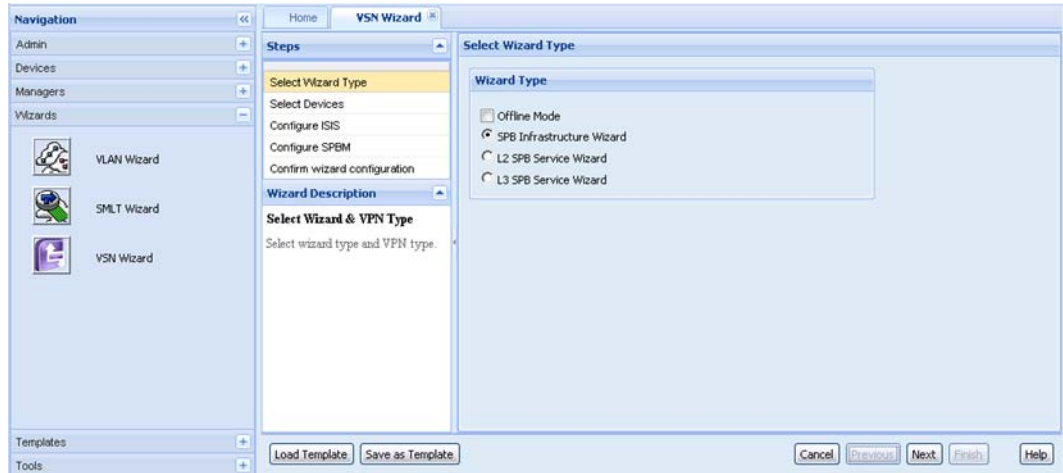 Navigation
Admin
Devices
Managers
Wizards
VLAN Wizard
SMLT Wizard
VSN Wizard
Templates
Tools
Home
VSN Wizard
Steps
Select Wizard Type
Select Devices
Configure ISIS
Configure SPBM
Confirm wizard configuration
Wizard Description
Select Wizard & VPN Type
Select wizard type and VPN type.
Select Wizard Type
Wizard Type
Offline Mode
SPB Infrastructure Wizard
L2 SPB Service Wizard
L3 SPB Service Wizard
Load Template Save as Template Cancel Previous Next Finish Help